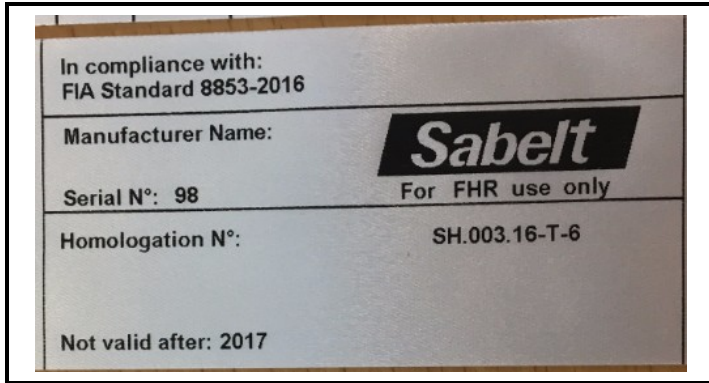 In compliance with:
FIA Standard 8853-2016
Manufacturer Name:
Sabelt
For FHR use only
Serial N°: 98
Homologation N°:
SH.003.16-T-6
Not valid after: 2017